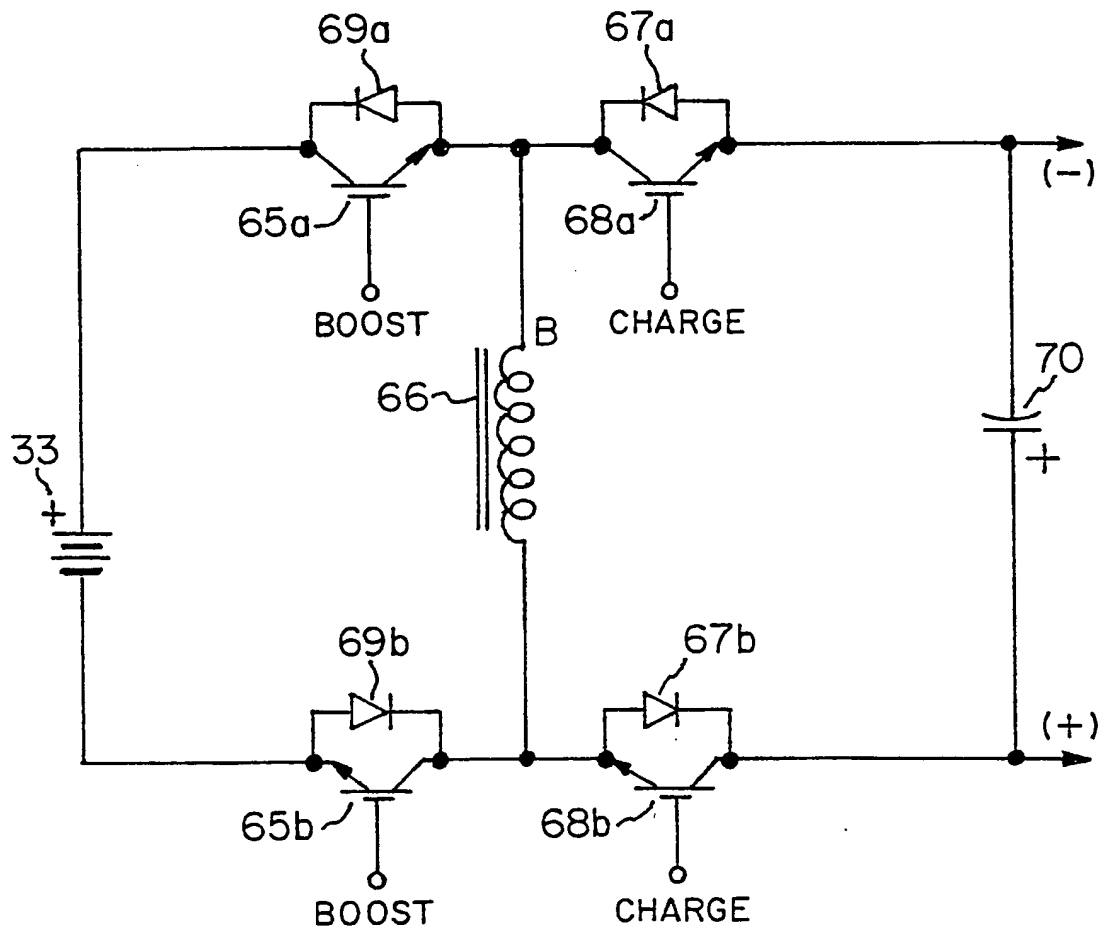 69a
67a
(-)
65a
68a
BOOST
CHARGE
B
66
70
+
33
+
69b
67b
(+)
65b
68b
BOOST
CHARGE